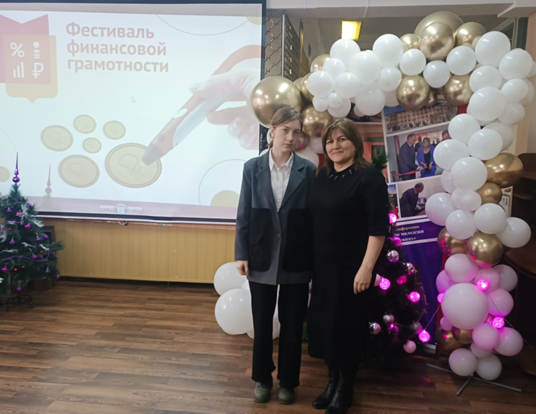 Фестиваль
финансовой
грамотности